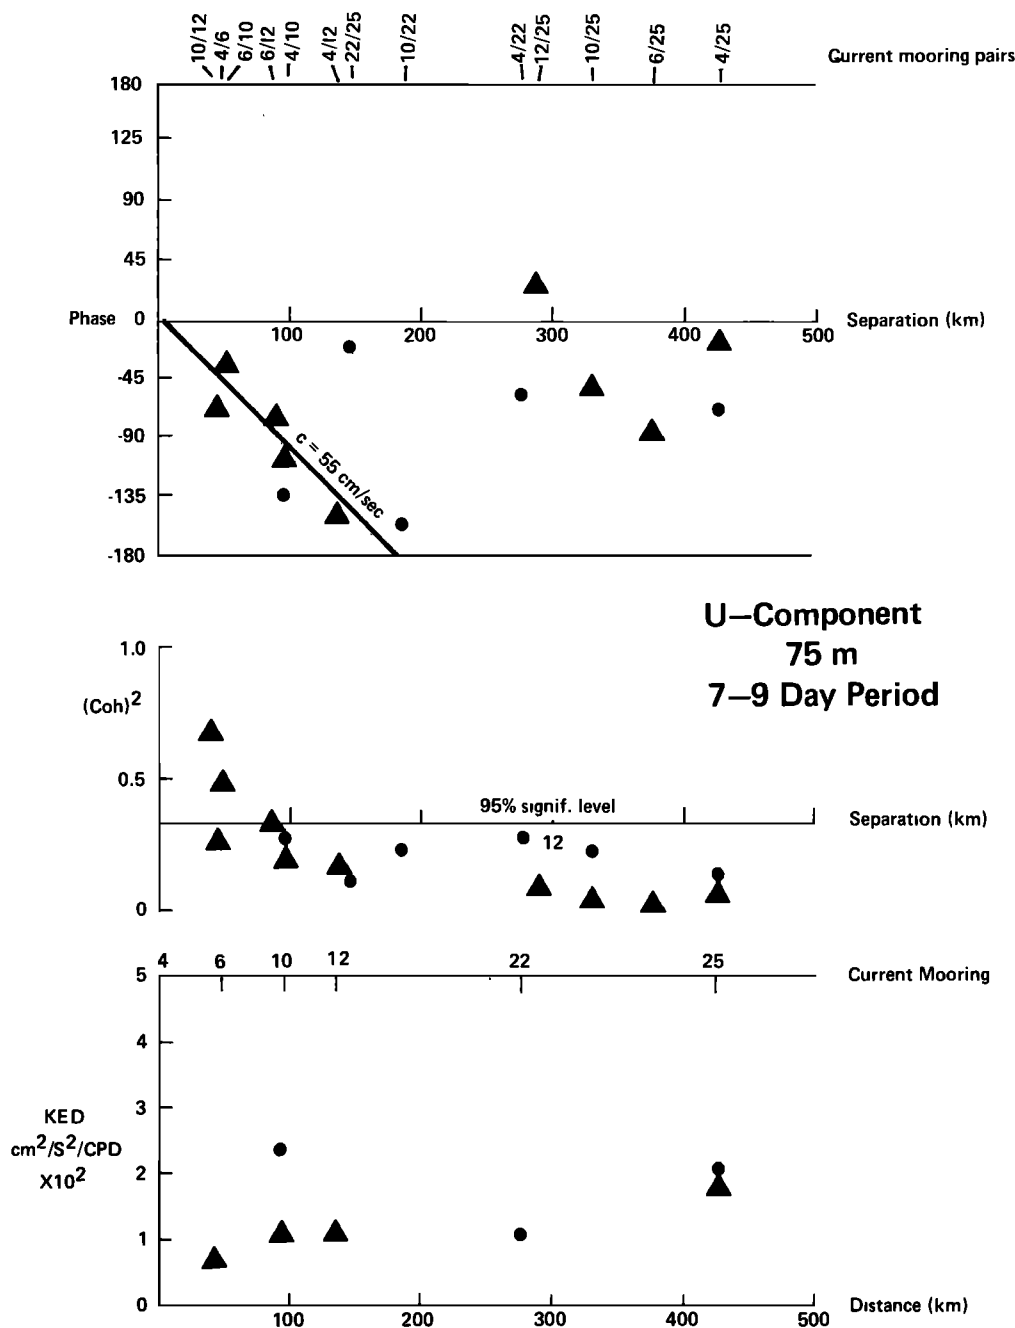 10/12 4/6 6/10 6/12 4/10 4/12 22/25 10/22 4/22 12/25 10/25 6/25 4/25
Current mooring pairs
180
135
90
45
Phase 0
100 200 300 400 500 Separation (km)
-45
-90
-135
-180
c = 55 cm/sec
U–Component
75 m
7–9 Day Period
1.0
(Coh)2
0.5
0
95% signif. level
12
Separation (km)
4 6 10 12 22 25
Current Mooring
5
4
3
2
1
0
KED
cm2/S2/CPD
X102
100 200 300 400 500
Distance (km)